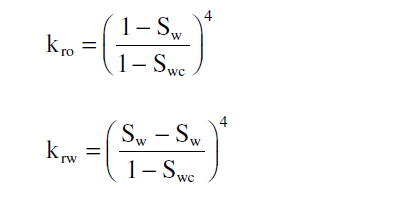 k_ro = ((1 – S_w) / (1 – S_wc))^4
k_rw = ((S_w – S_w) / (1 – S_wc))^4